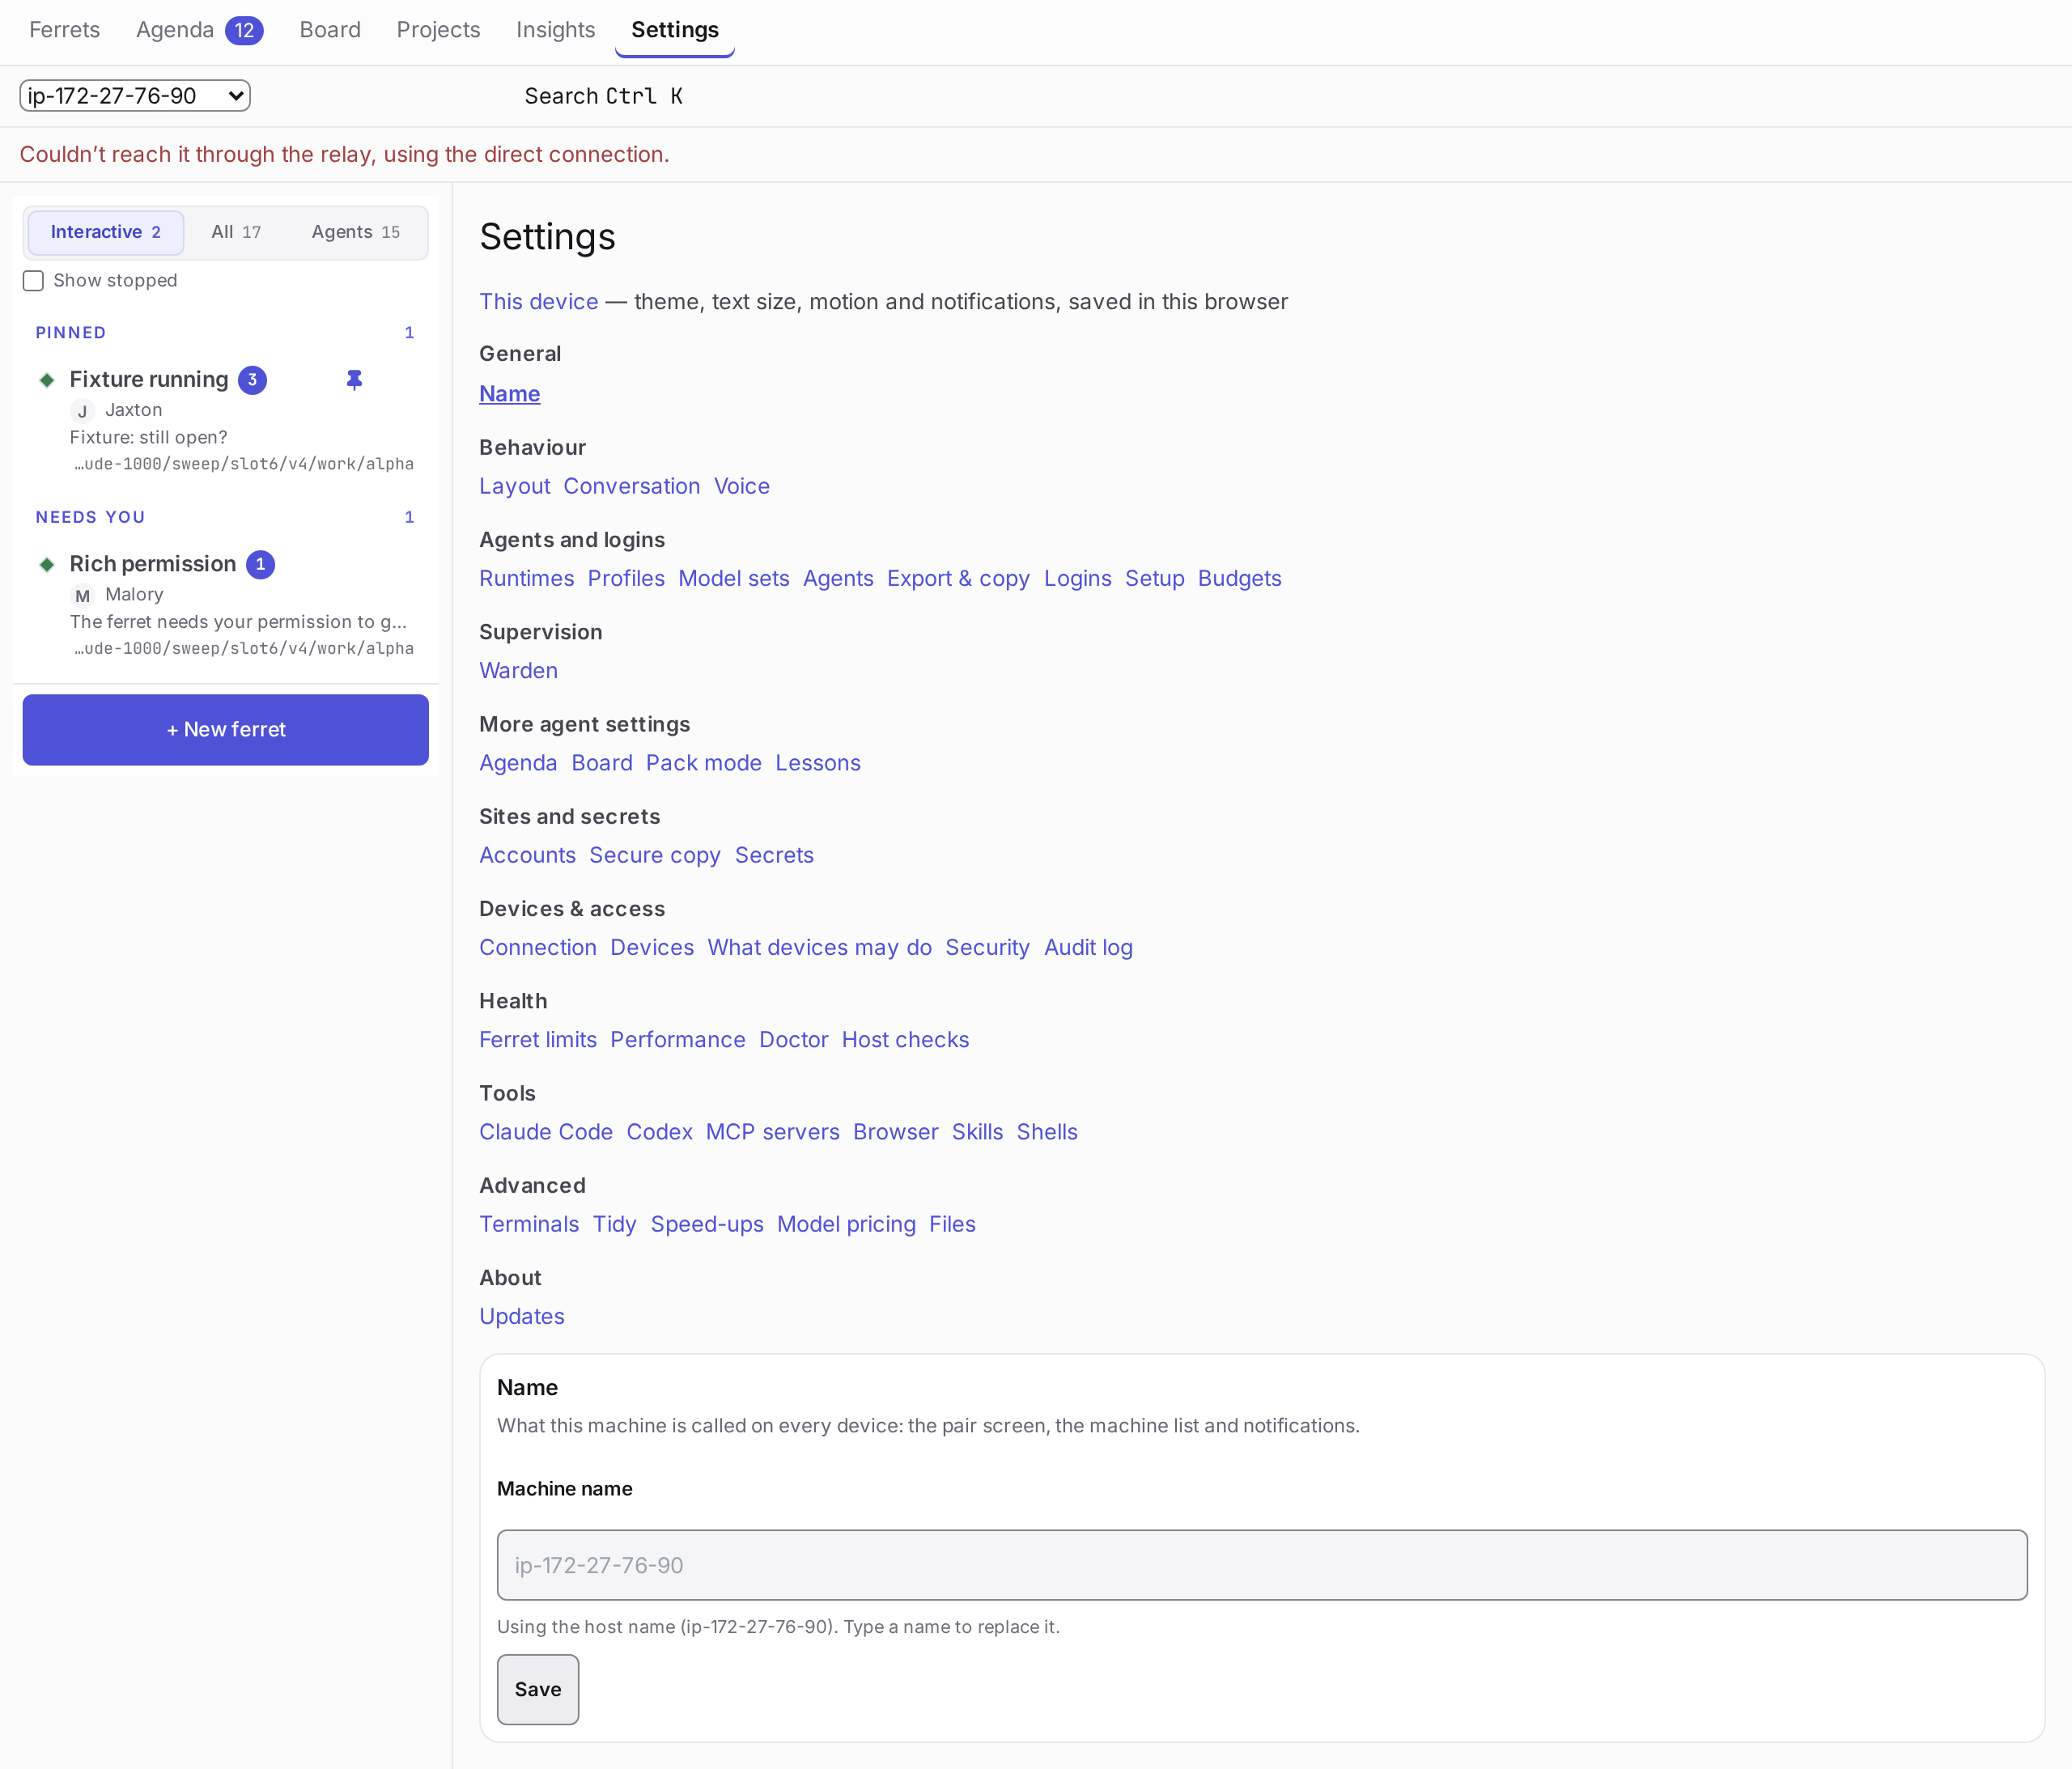 Ferrets Agenda 12 Board Projects Insights Settings
ip-172-27-76-90 Search Ctrl K
Couldn’t reach it through the relay, using the direct connection.
Interactive 2 All 17 Agents 15
Show stopped
PINNED 1
Fixture running 3
J Jaxton
Fixture: still open?
…ude-1000/sweep/slot6/v4/work/alpha
NEEDS YOU 1
Rich permission 1
M Malory
The ferret needs your permission to g…
…ude-1000/sweep/slot6/v4/work/alpha
+ New ferret
Settings
This device — theme, text size, motion and notifications, saved in this browser
General
Name
Behaviour
Layout Conversation Voice
Agents and logins
Runtimes Profiles Model sets Agents Export & copy Logins Setup Budgets
Supervision
Warden
More agent settings
Agenda Board Pack mode Lessons
Sites and secrets
Accounts Secure copy Secrets
Devices & access
Connection Devices What devices may do Security Audit log
Health
Ferret limits Performance Doctor Host checks
Tools
Claude Code Codex MCP servers Browser Skills Shells
Advanced
Terminals Tidy Speed-ups Model pricing Files
About
Updates
Name
What this machine is called on every device: the pair screen, the machine list and notifications.
Machine name
ip-172-27-76-90
Using the host name (ip-172-27-76-90). Type a name to replace it.
Save